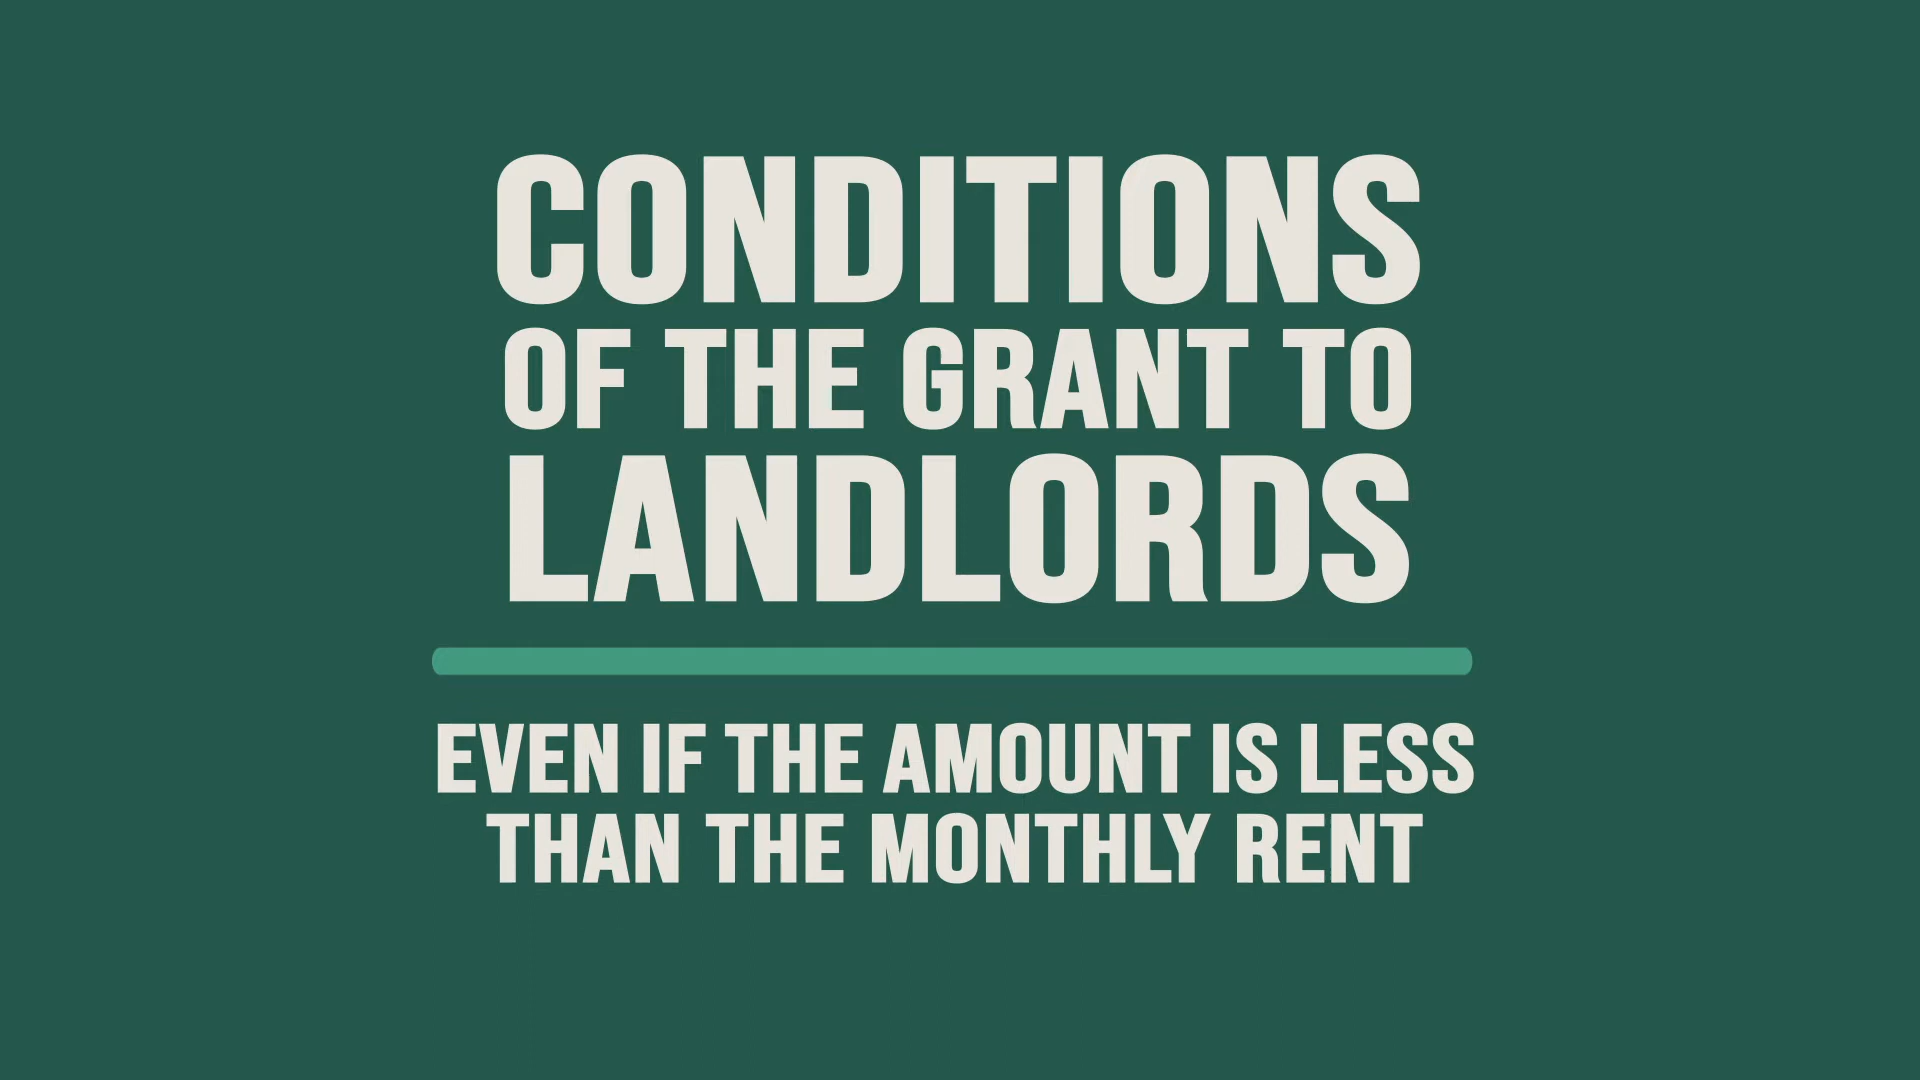 CONDITIONS
OF THE GRANT TO
LANDLORDS
EVEN IF THE AMOUNT IS LESS
THAN THE MONTHLY RENT